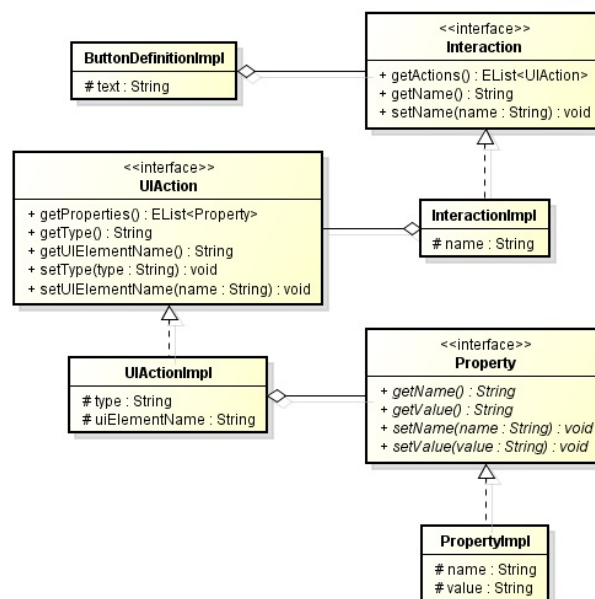 <<interface>>
Interaction
+ getActions() : EList<UIAction>
+ getName() : String
+ setName(name : String) : void
ButtonDefinitionImpl
# text : String
<<interface>>
UIAction
+ getProperties() : EList<Property>
+ getType() : String
+ getUIElementName() : String
+ setType(type : String) : void
+ setUIElementName(name : String) : void
InteractionImpl
# name : String
<<interface>>
Property
+ getName() : String
+ getValue() : String
+ setName(name : String) : void
+ setValue(value : String) : void
UIActionImpl
# type : String
# uiElementName : String
PropertyImpl
# name : String
# value : String